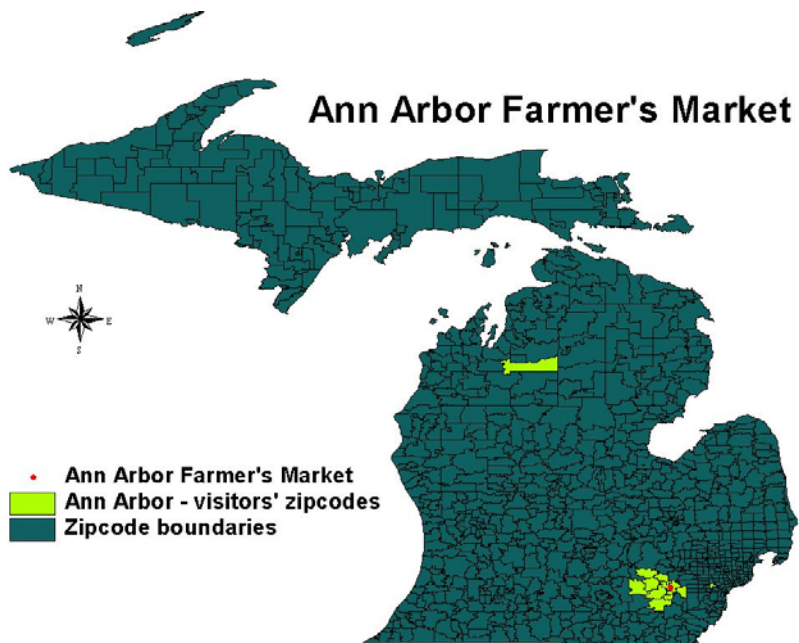 Ann Arbor Farmer's Market
N
W E
S
Ann Arbor Farmer's Market
Ann Arbor - visitors' zipcodes
Zipcode boundaries